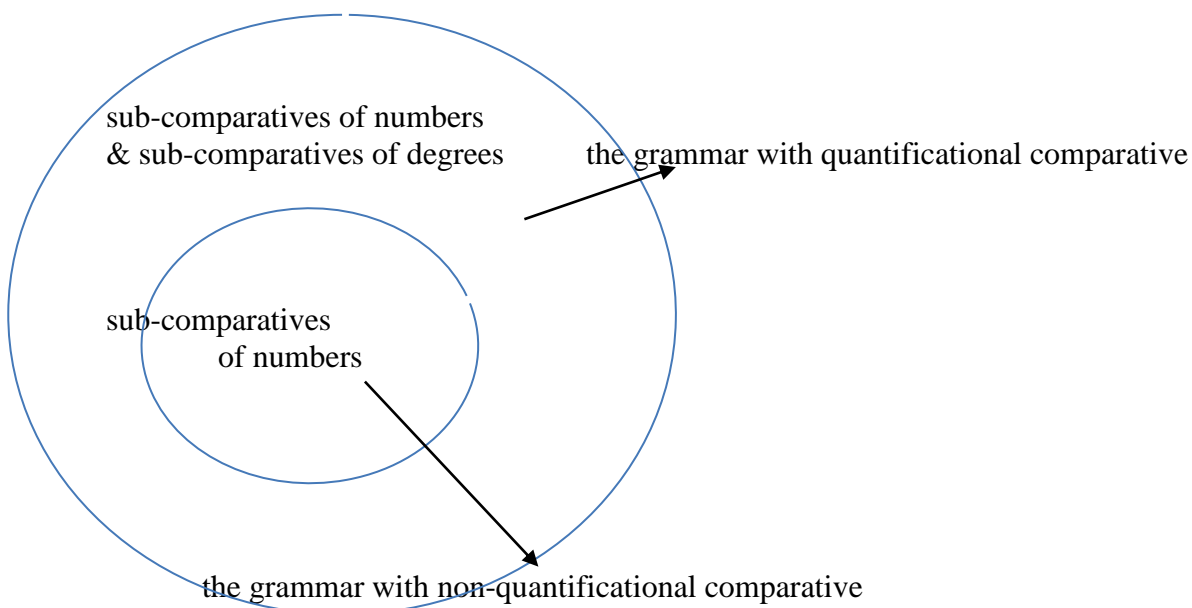 sub-comparatives of numbers
& sub-comparatives of degrees
the grammar with quantificational comparative
sub-comparatives
of numbers
the grammar with non-quantificational comparative